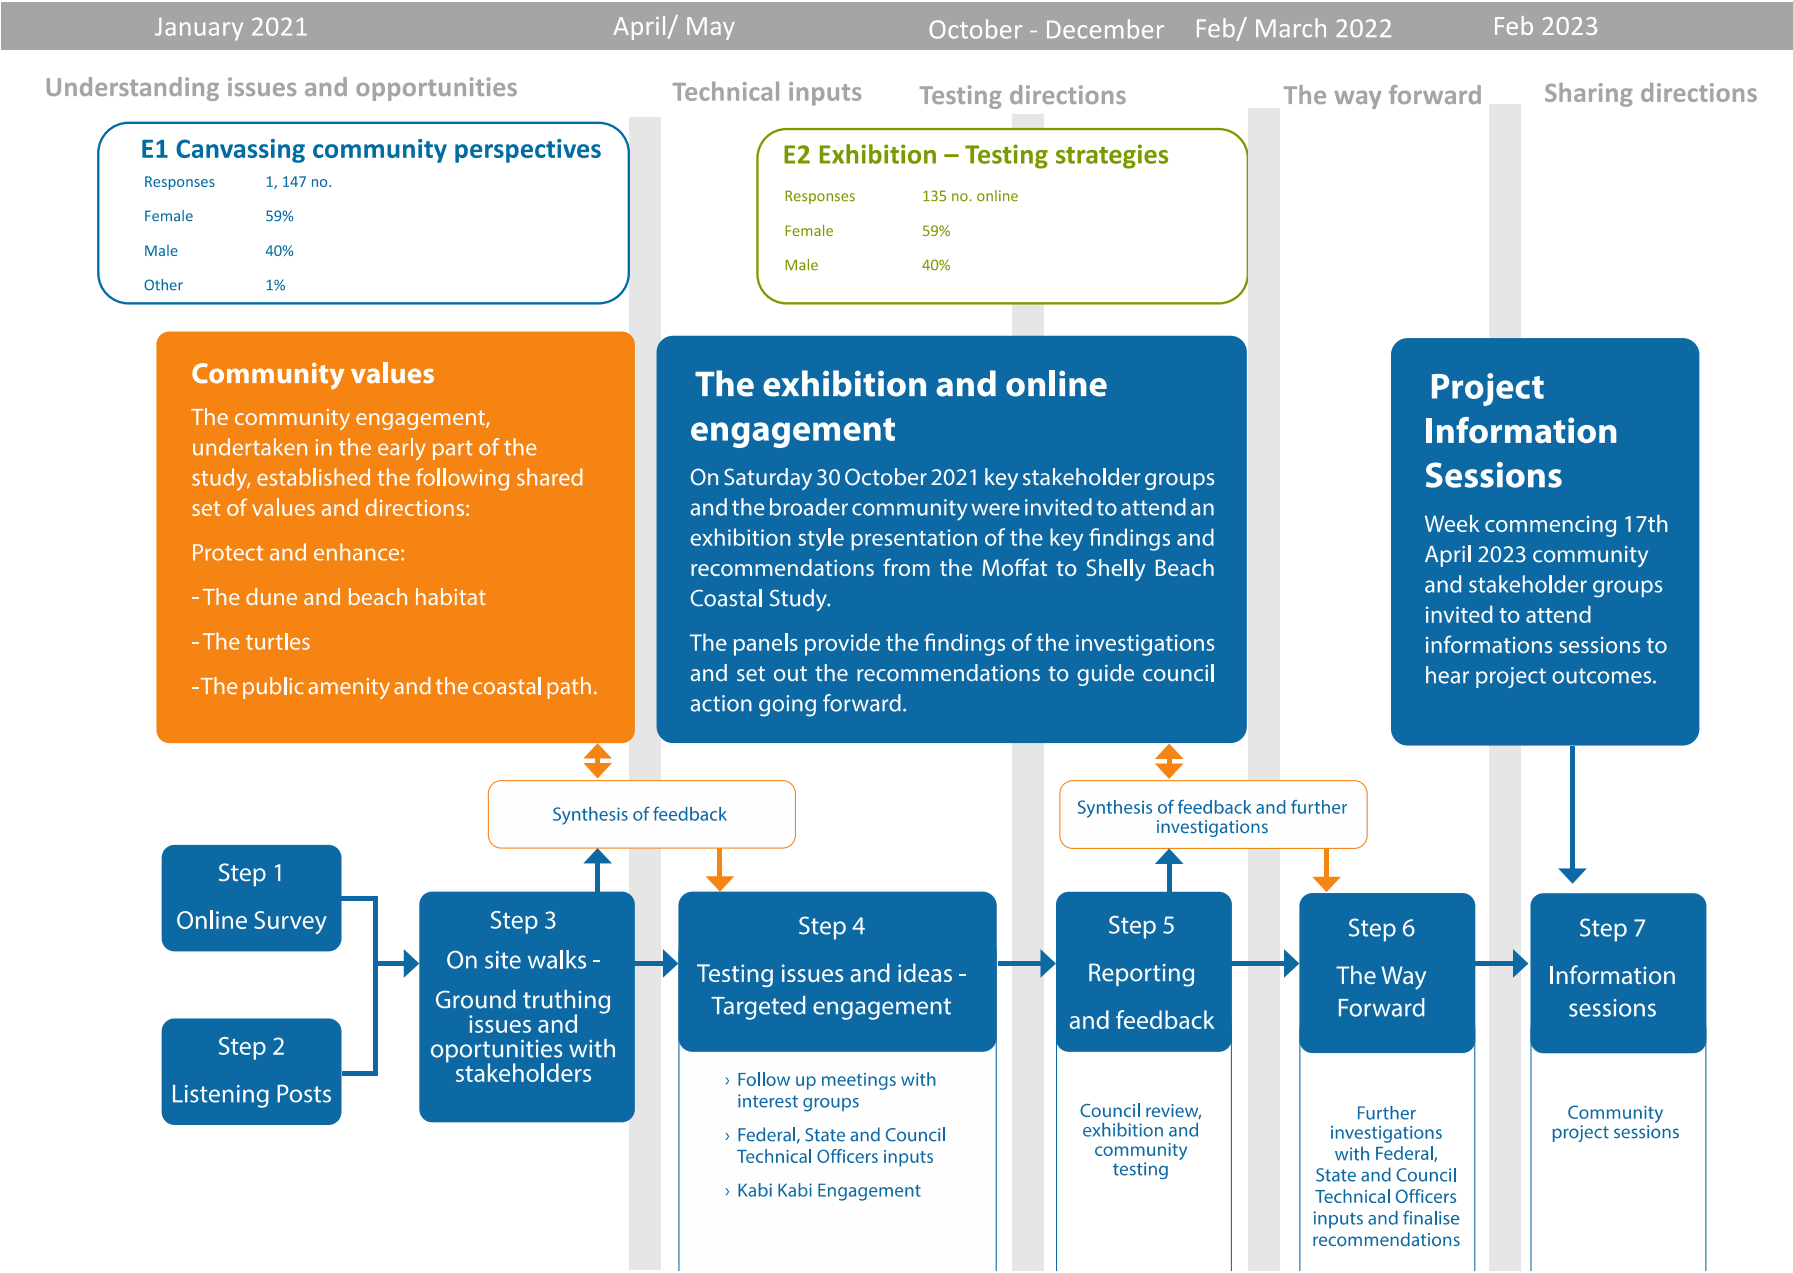 January 2021
April/ May
October - December
Feb/ March 2022
Feb 2023
Understanding issues and opportunities
Technical inputs
Testing directions
The way forward
Sharing directions
E1 Canvassing community perspectives
Responses 1, 147 no.
Female 59%
Male 40%
Other 1%
E2 Exhibition – Testing strategies
Responses 135 no. online
Female 59%
Male 40%
Community values
The community engagement,
undertaken in the early part of the
study, established the following shared
set of values and directions:
Protect and enhance:
- The dune and beach habitat
- The turtles
-The public amenity and the coastal path.
The exhibition and online
engagement
On Saturday 30 October 2021 key stakeholder groups
and the broader community were invited to attend an
exhibition style presentation of the key findings and
recommendations from the Moffat to Shelly Beach
Coastal Study.
The panels provide the findings of the investigations
and set out the recommendations to guide council
action going forward.
Project
Information
Sessions
Week commencing 17th
April 2023 community
and stakeholder groups
invited to attend
informations sessions to
hear project outcomes.
Synthesis of feedback
Synthesis of feedback and further
investigations
Step 1
Online Survey
Step 2
Listening Posts
Step 3
On site walks -
Ground truthing
issues and
oportunities with
stakeholders
Step 4
Testing issues and ideas -
Targeted engagement
› Follow up meetings with
interest groups
› Federal, State and Council
Technical Officers inputs
› Kabi Kabi Engagement
Step 5
Reporting
and feedback
Council review,
exhibition and
community
testing
Step 6
The Way
Forward
Further
investigations
with Federal,
State and Council
Technical Officers
inputs and finalise
recommendations
Step 7
Information
sessions
Community
project sessions